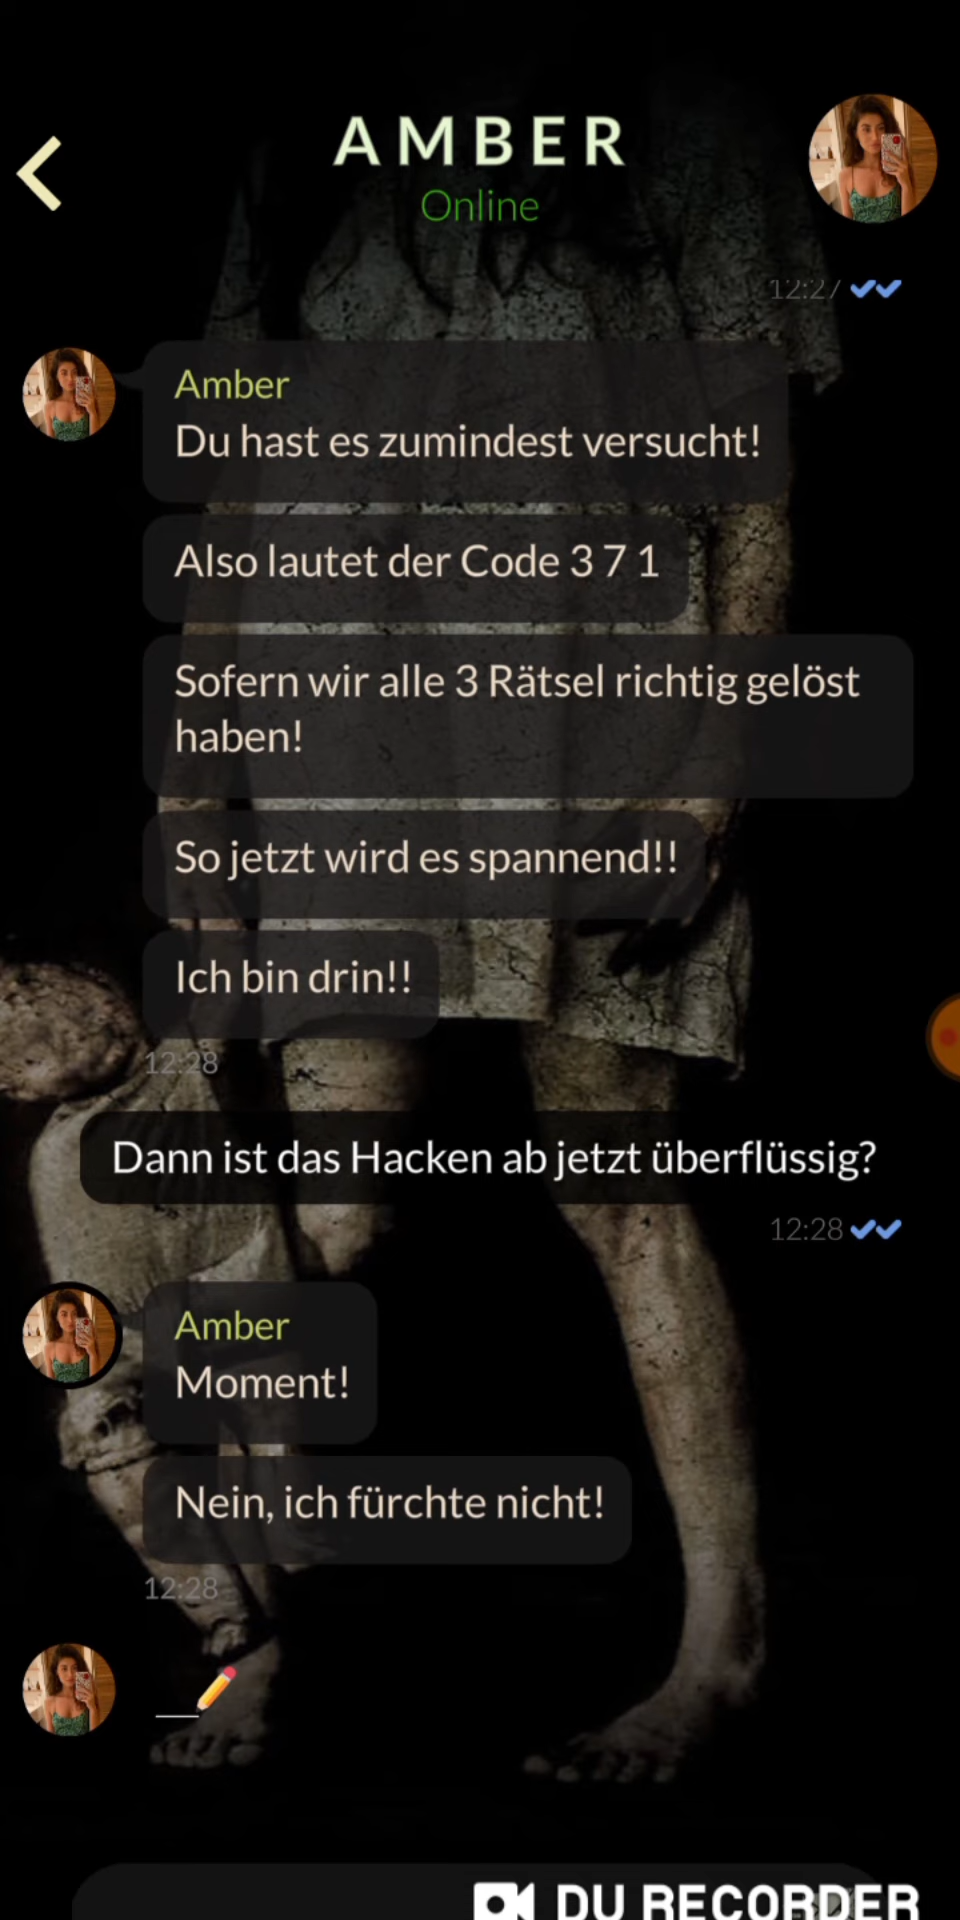 AMBER
Online
12:27
Amber
Du hast es zumindest versucht!
Also lautet der Code 3 7 1
Sofern wir alle 3 Rätsel richtig gelöst
haben!
So jetzt wird es spannend!!
Ich bin drin!!
12:28
Dann ist das Hacken ab jetzt überflüssig?
12:28
Amber
Moment!
Nein, ich fürchte nicht!
12:28
DU RECORDER